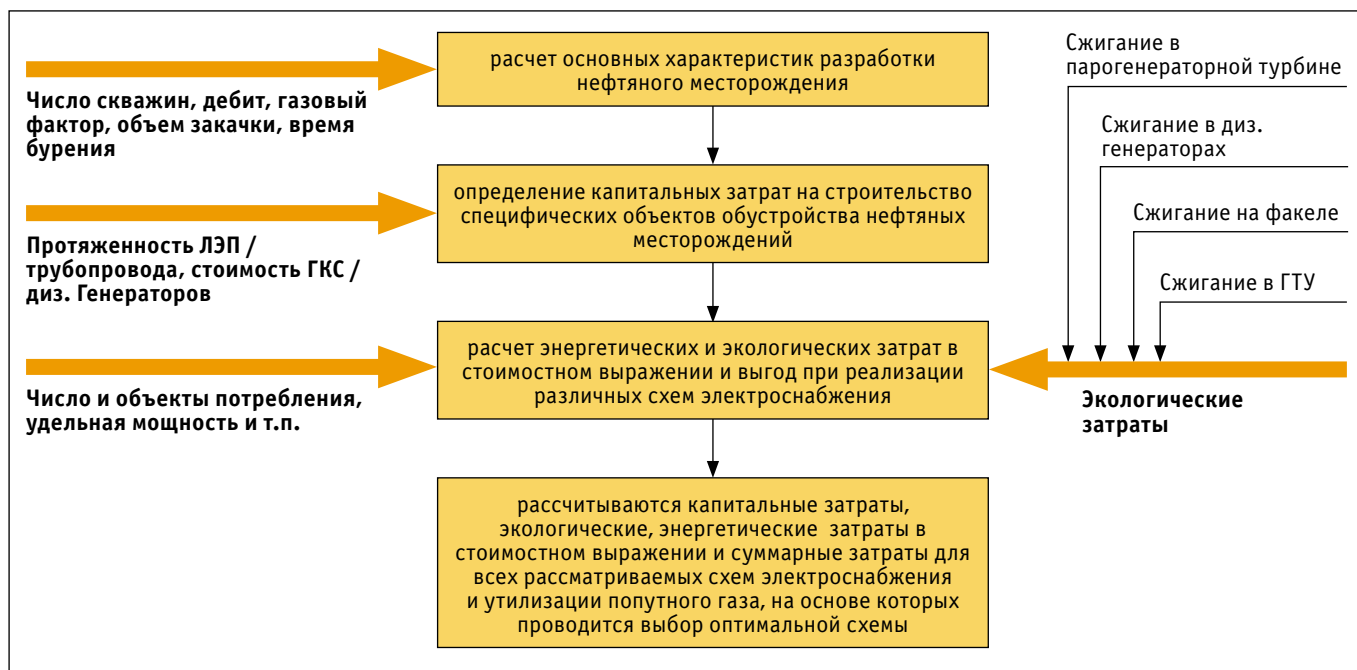 расчет основных характеристик разработки
нефтяного месторождения
Число скважин, дебит, газовый
фактор, объем закачки, время
бурения
определение капитальных затрат на строительство
специфических объектов обустройства нефтяных
месторождений
Протяженность ЛЭП /
трубопровода, стоимость ГКС /
диз. Генераторов
расчет энергетических и экологических затрат в
стоимостном выражении и выгод при реализации
различных схем электроснабжения
Число и объекты потребления,
удельная мощность и т.п.
Сжигание в
парогенераторной турбине
Сжигание в диз.
генераторах
Сжигание на факеле
Сжигание в ГТУ
Экологические
затраты
рассчитываются капитальные затраты,
экологические, энергетические затраты в
стоимостном выражении и суммарные затраты для
всех рассматриваемых схем электроснабжения
и утилизации попутного газа, на основе которых
проводится выбор оптимальной схемы